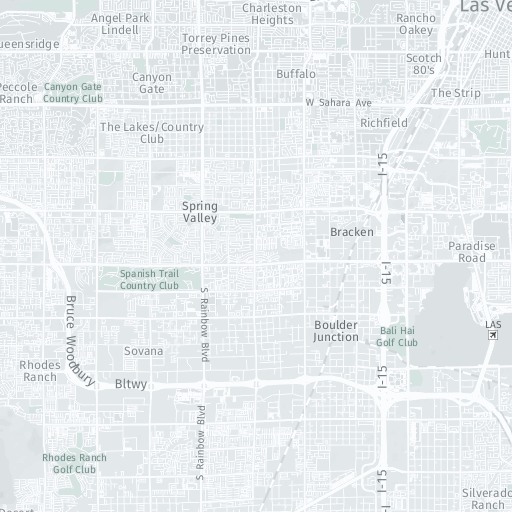 Charleston
Heights
Las Ve
Angel Park
Lindell
Rancho
Oakey
Torrey Pines
Preservation
ueensridge
Hunt
Scotch
80's
Buffalo
Canyon
Gate
Peccole
Ranch
Canyon Gate
Country Club
The Strip
W Sahara Ave
Richfield
The Lakes/Country
Club
I-15
Spring
Valley
Bracken
Paradise
Road
I-15
Spanish Trail
Country Club
S Rainbow Blvd
Bruce Woodbury
LAS
Boulder
Junction
Bali Hai
Golf Club
Sovana
Rhodes
Ranch
I-15
Bltwy
S Rainbow Blvd
Rhodes Ranch
Golf Club
I-15
Silverado
Ranch
Desert
I-